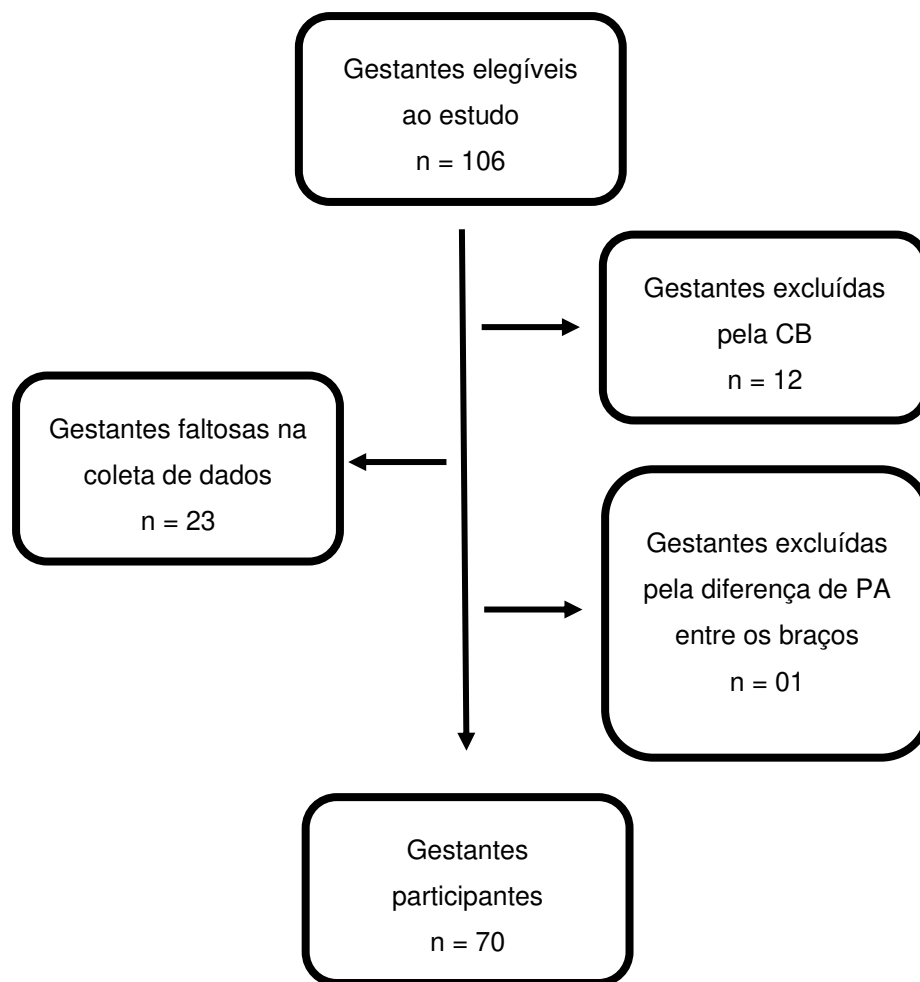 Gestantes elegíveis
ao estudo
n = 106
Gestantes excluídas
pela CB
n = 12
Gestantes faltosas na
coleta de dados
n = 23
Gestantes excluídas
pela diferença de PA
entre os braços
n = 01
Gestantes
participantes
n = 70